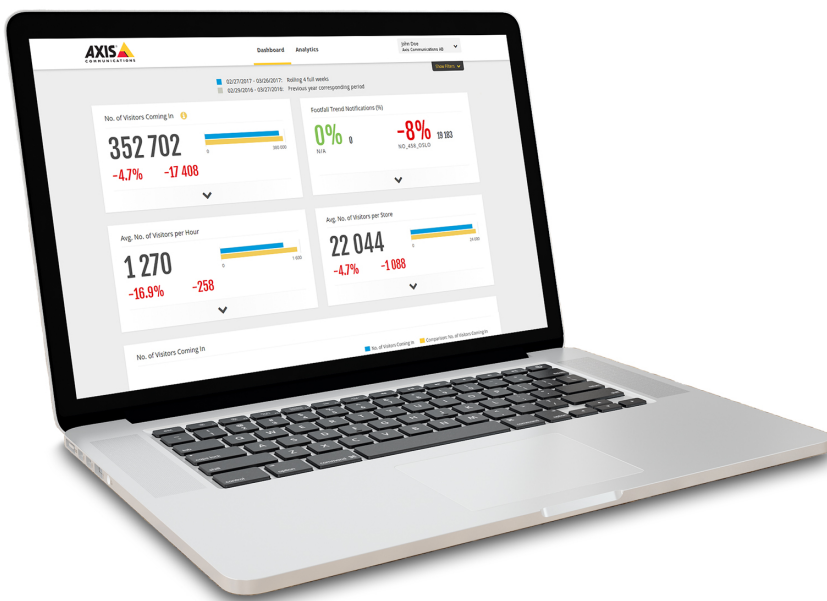 AXIS
COMMUNICATIONS
Dashboard Analytics
John Doe
Axis Communications AB
View Filters
02/27/2017 - 03/26/2017: Rolling 4 full weeks
02/29/2016 - 03/27/2016: Previous year corresponding period
No. of Visitors Coming In
352 702
-4.7% -17 408
0
Footfall Trend Notifications (%)
0% 0
N/A
-8% 19 183
NO_456_OSLO
Avg. No. of Visitors per Hour
1 270
-16.9% -258
0
Avg. No. of Visitors per Store
22 044
-4.7% -1 088
0
No. of Visitors Coming In
No. of Visitors Coming In
Comparison: No. of Visitors Coming In
Q W E R T Y U I O P
A S D F G H J K L
Z X C V B N M